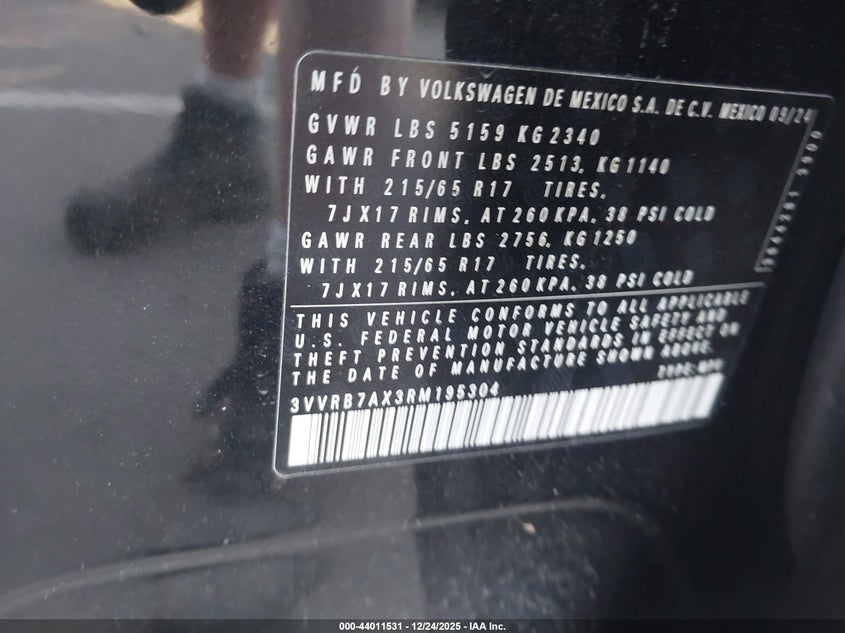 MFD BY VOLKSWAGEN DE MEXICO S.A. DE C.V. MEXICO 09/24
GVWR LBS 5159 KG 2340
GAWR FRONT LBS 2513, KG 1140
WITH 215/65 R17 TIRES,
7JX17 RIMS, AT 260 KPA, 38 PSI COLD
GAWR REAR LBS 2756, KG 1250
WITH 215/65 R17 TIRES,
7JX17 RIMS, AT 260 KPA, 38 PSI COLD
THIS VEHICLE CONFORMS TO ALL APPLICABLE
U.S. FEDERAL MOTOR VEHICLE SAFETY AND
THEFT PREVENTION STANDARDS IN EFFECT ON
THE DATE OF MANUFACTURE SHOWN ABOVE.
3VVRB7AX3RM195304
000-44011531 - 12/24/2025 - IAA Inc.